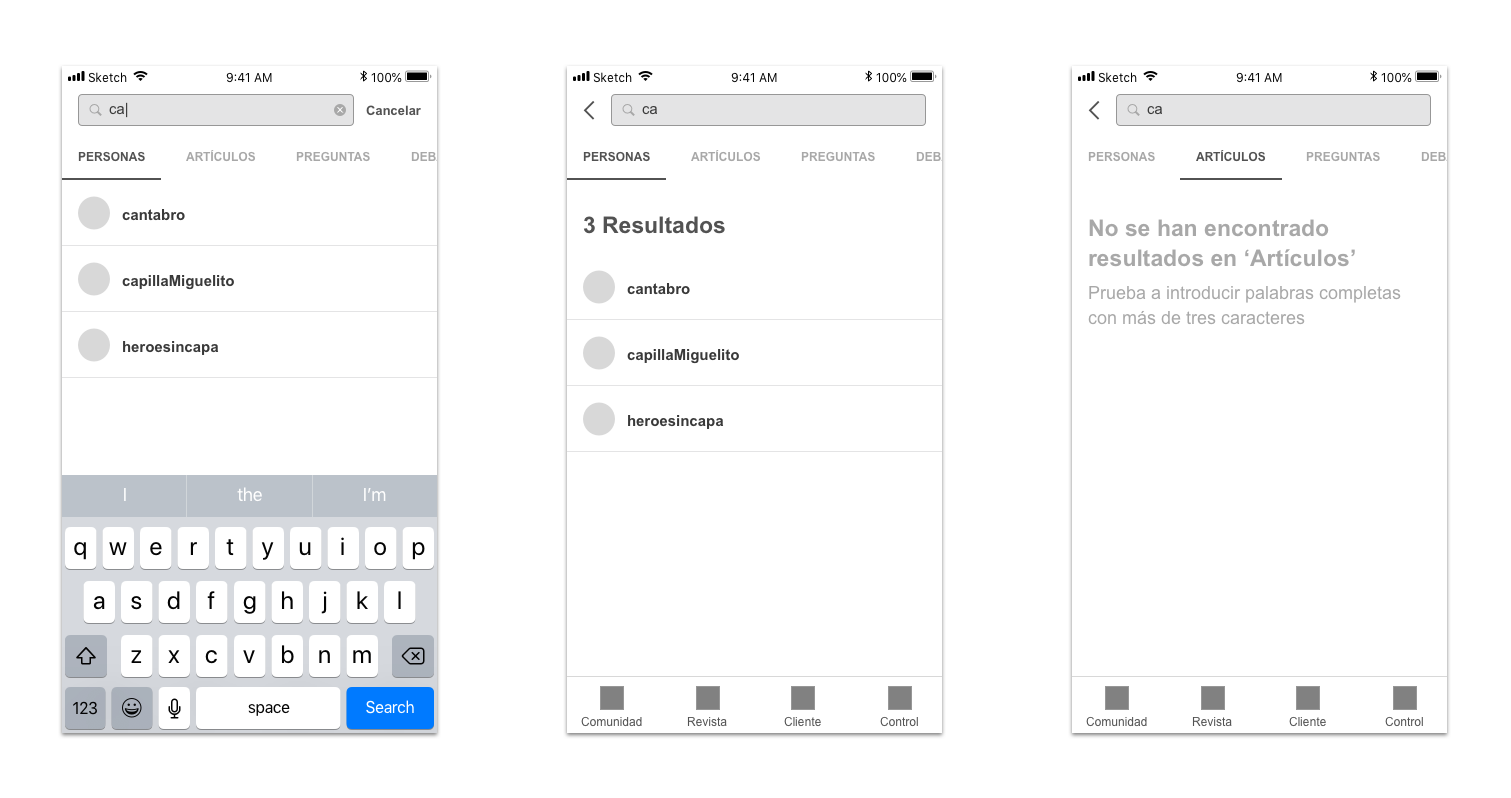 Sketch 9:41 AM 100%
ca Cancelar
PERSONAS ARTÍCULOS PREGUNTAS DEB
cantabro
capillaMiguelito
heroesincapa
I the I'm
q w e r t y u i o p
a s d f g h j k l
z x c v b n m
123 space Search
Sketch 9:41 AM 100%
ca
PERSONAS ARTÍCULOS PREGUNTAS DEB
3 Resultados
cantabro
capillaMiguelito
heroesincapa
Comunidad Revista Cliente Control
Sketch 9:41 AM 100%
ca
PERSONAS ARTÍCULOS PREGUNTAS DEB
No se han encontrado
resultados en ‘Artículos’
Prueba a introducir palabras completas
con más de tres caracteres
Comunidad Revista Cliente Control